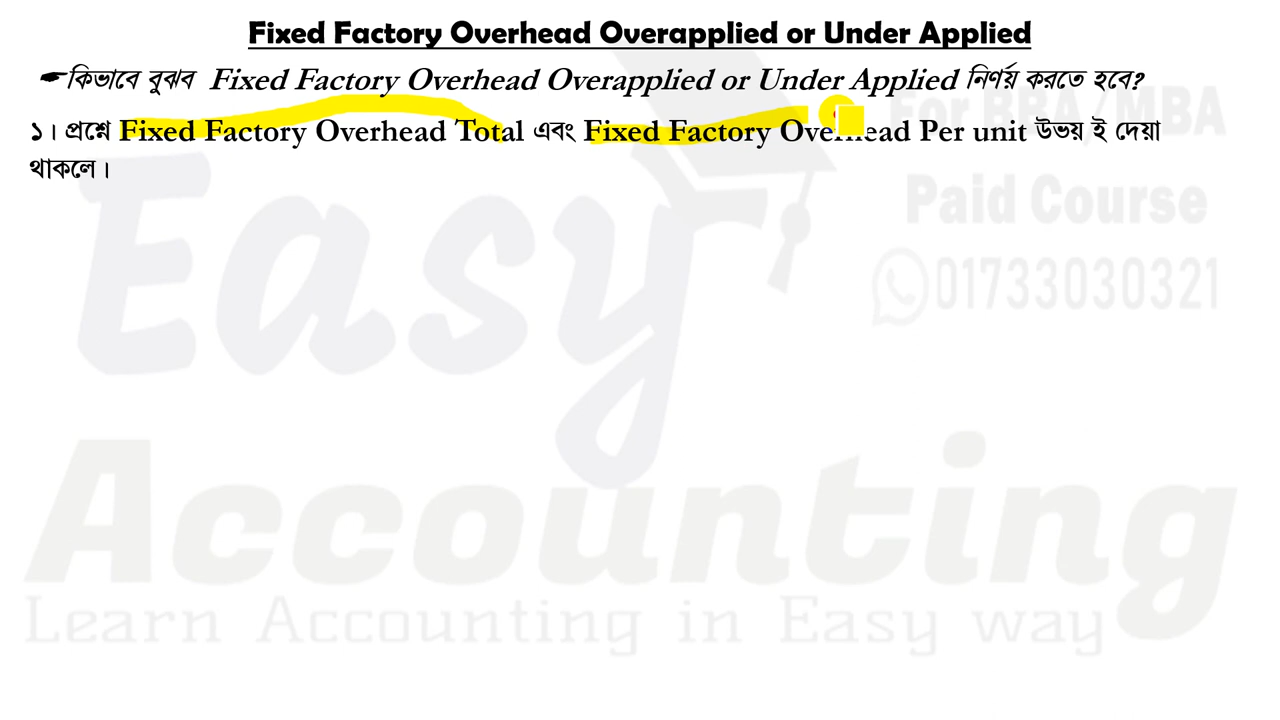 Fixed Factory Overhead Overapplied or Under Applied
কিভাবে বুঝব Fixed Factory Overhead Overapplied or Under Applied নির্ণয় করতে হবে?
১। প্রশ্নে Fixed Factory Overhead Total এবং Fixed Factory Overhead Per unit উভয় ই দেয়া
থাকলে।
For BBA/MBA
Paid Course
01733030321
Easy
Accounting
Learn Accounting in Easy way